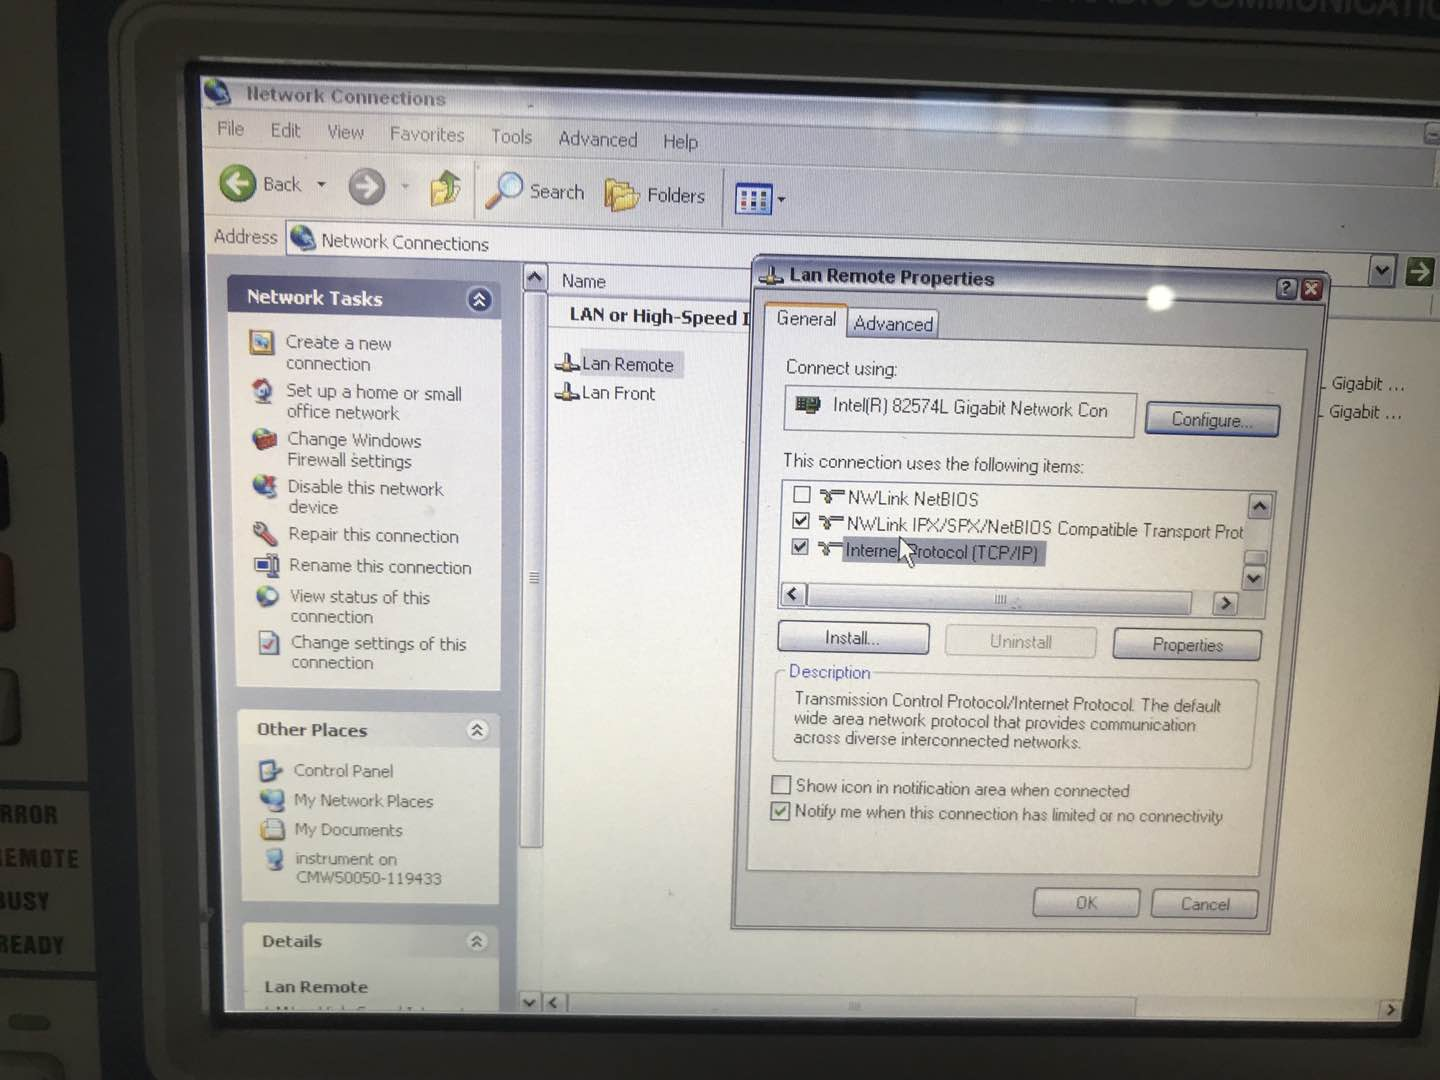 RADIO COMMUNICATIO
Network Connections
File Edit View Favorites Tools Advanced Help
Back Search Folders
Address Network Connections
Network Tasks
Create a new
connection
Set up a home or small
office network
Change Windows
Firewall settings
Disable this network
device
Repair this connection
Rename this connection
View status of this
connection
Change settings of this
connection
Other Places
Control Panel
My Network Places
My Documents
instrument on
CMW50050-119433
Details
Lan Remote
Name
LAN or High-Speed I
Lan Remote
Lan Front
Gigabit ...
Gigabit ...
Lan Remote Properties
General Advanced
Connect using:
Intel(R) 82574L Gigabit Network Con
Configure...
This connection uses the following items:
NWLink NetBIOS
NWLink IPX/SPX/NetBIOS Compatible Transport Prot
Internet Protocol (TCP/IP)
Install... Uninstall Properties
Description
Transmission Control Protocol/Internet Protocol. The default
wide area network protocol that provides communication
across diverse interconnected networks.
Show icon in notification area when connected
Notify me when this connection has limited or no connectivity
OK Cancel
RROR
EMOTE
BUSY
READY